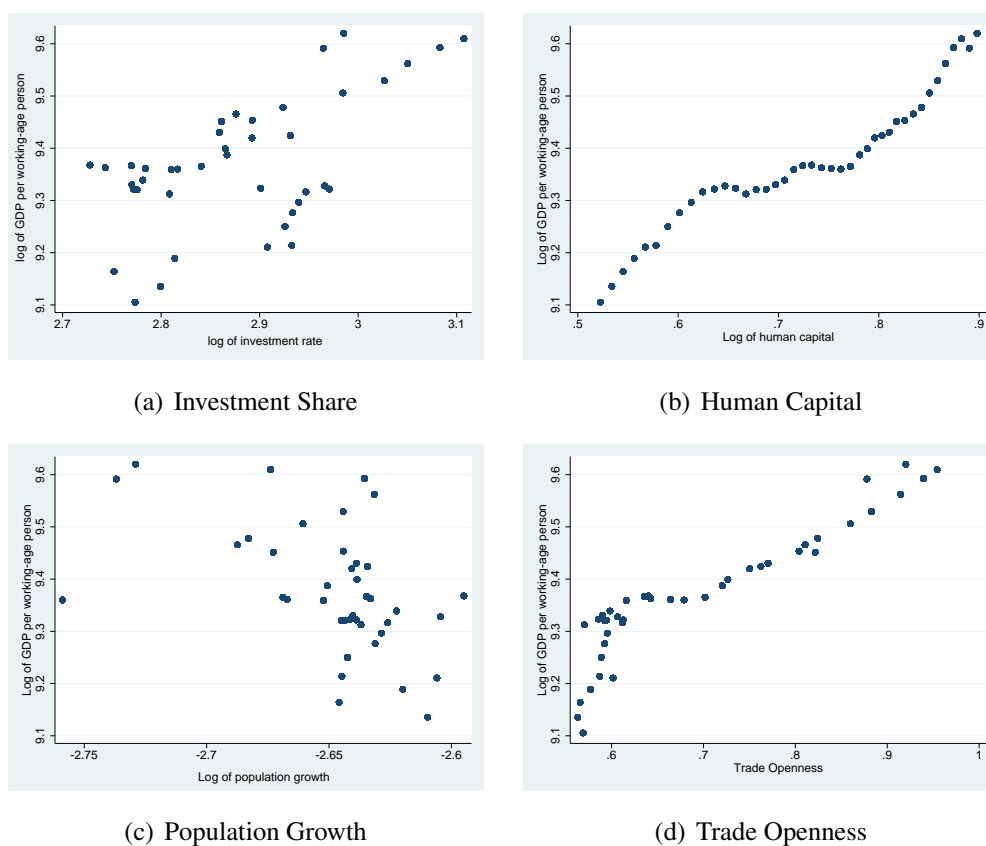 log of GDP per working-age person
9.6
9.5
9.4
9.3
9.2
9.1
2.7 2.8 2.9 3 3.1
log of investment rate
(a) Investment Share
Log of GDP per working-age person
9.6
9.5
9.4
9.3
9.2
9.1
.5 .6 .7 .8 .9
Log of human capital
(b) Human Capital
Log of GDP per working-age person
9.6
9.5
9.4
9.3
9.2
9.1
-2.75 -2.7 -2.65 -2.6
Log of population growth
(c) Population Growth
Log of GDP per working-age person
9.6
9.5
9.4
9.3
9.2
9.1
.6 .7 .8 .9 1
Trade Openness
(d) Trade Openness